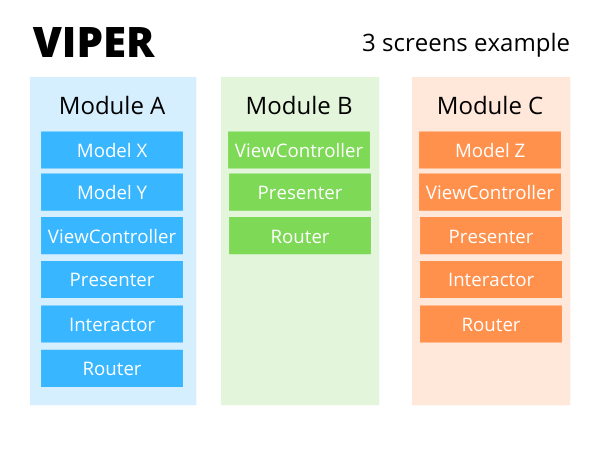 VIPER
3 screens example
Module A
Model X
Model Y
ViewController
Presenter
Interactor
Router
Module B
ViewController
Presenter
Router
Module C
Model Z
ViewController
Presenter
Interactor
Router